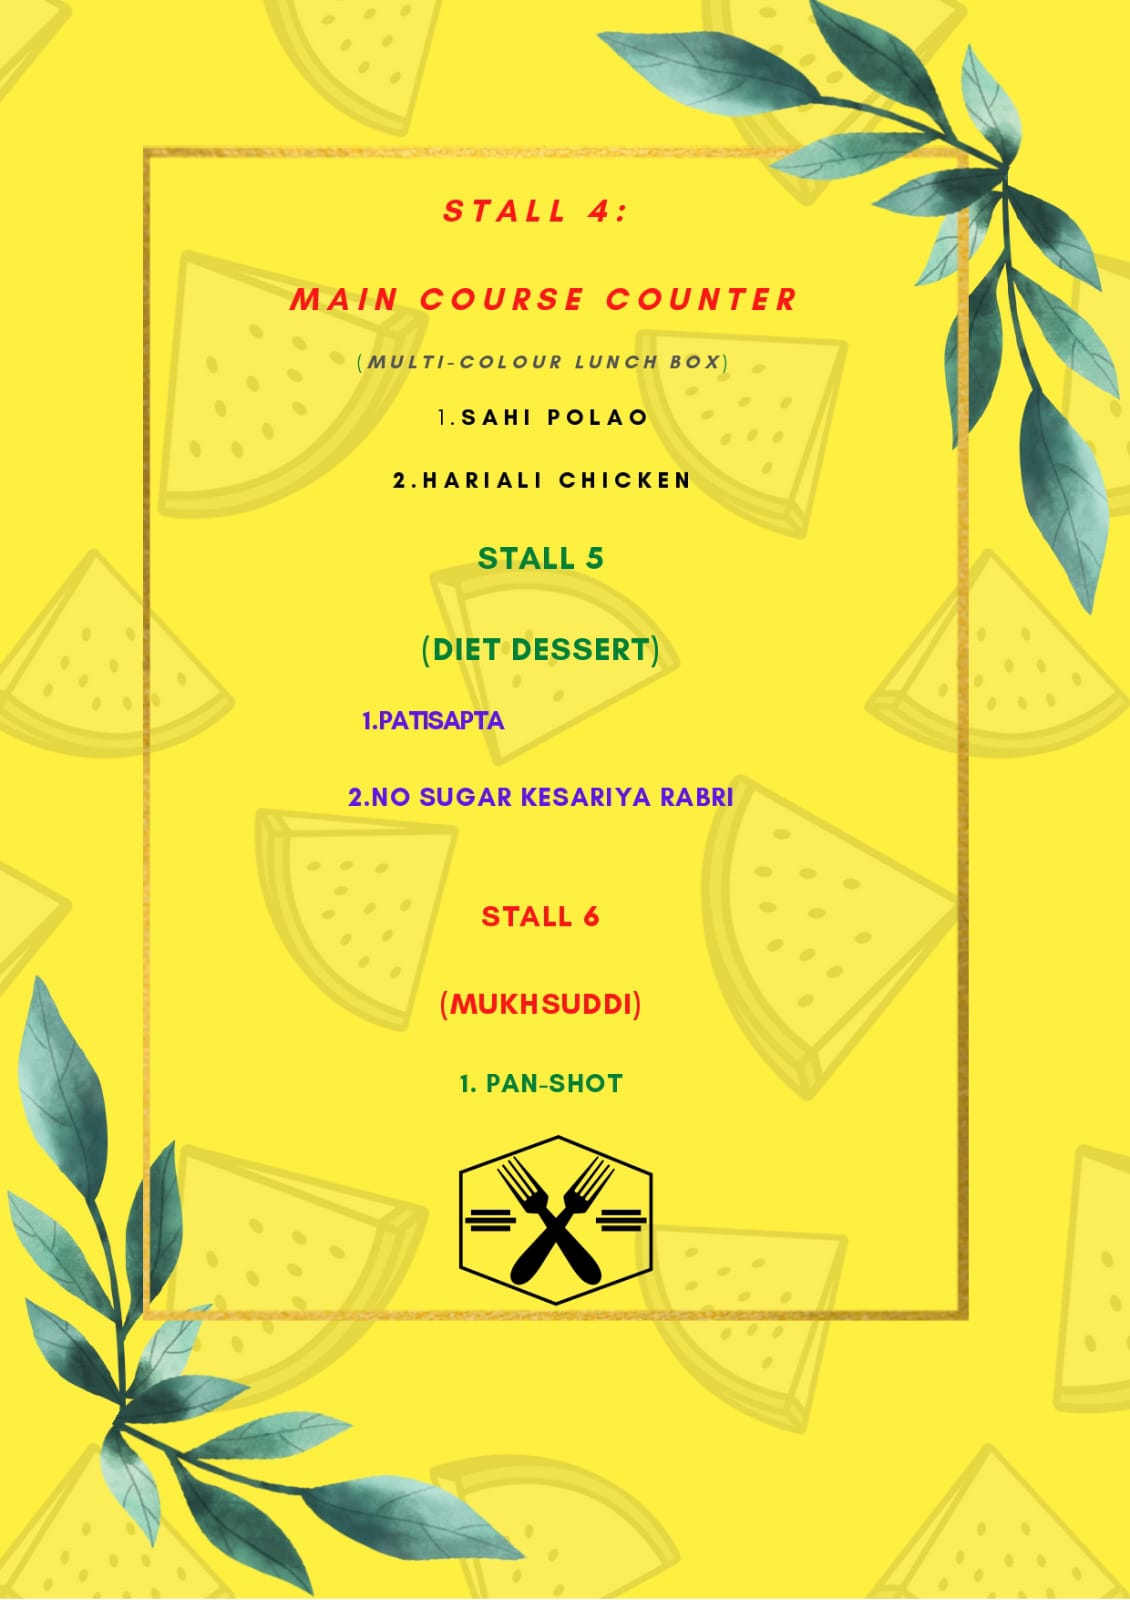 STALL 4:
MAIN COURSE COUNTER
(MULTI-COLOUR LUNCH BOX)
1.SAHI POLAO
2.HARIALI CHICKEN
STALL 5
(DIET DESSERT)
1.PATISAPTA
2.NO SUGAR KESARIYA RABRI
STALL 6
(MUKHSUDDI)
1. PAN-SHOT